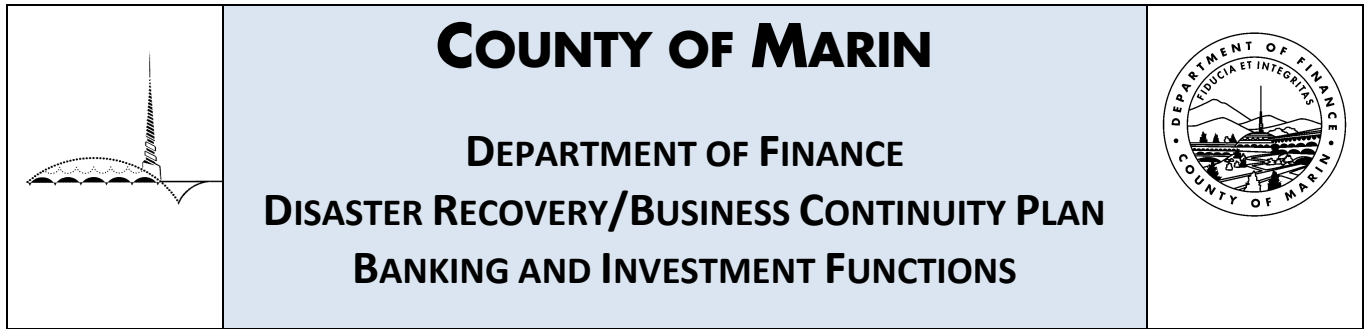 COUNTY OF MARIN
DEPARTMENT OF FINANCE
DISASTER RECOVERY/BUSINESS CONTINUITY PLAN
BANKING AND INVESTMENT FUNCTIONS
DEPARTMENT OF FINANCE
FIDUCIA ET INTEGRITAS
COUNTY OF MARIN